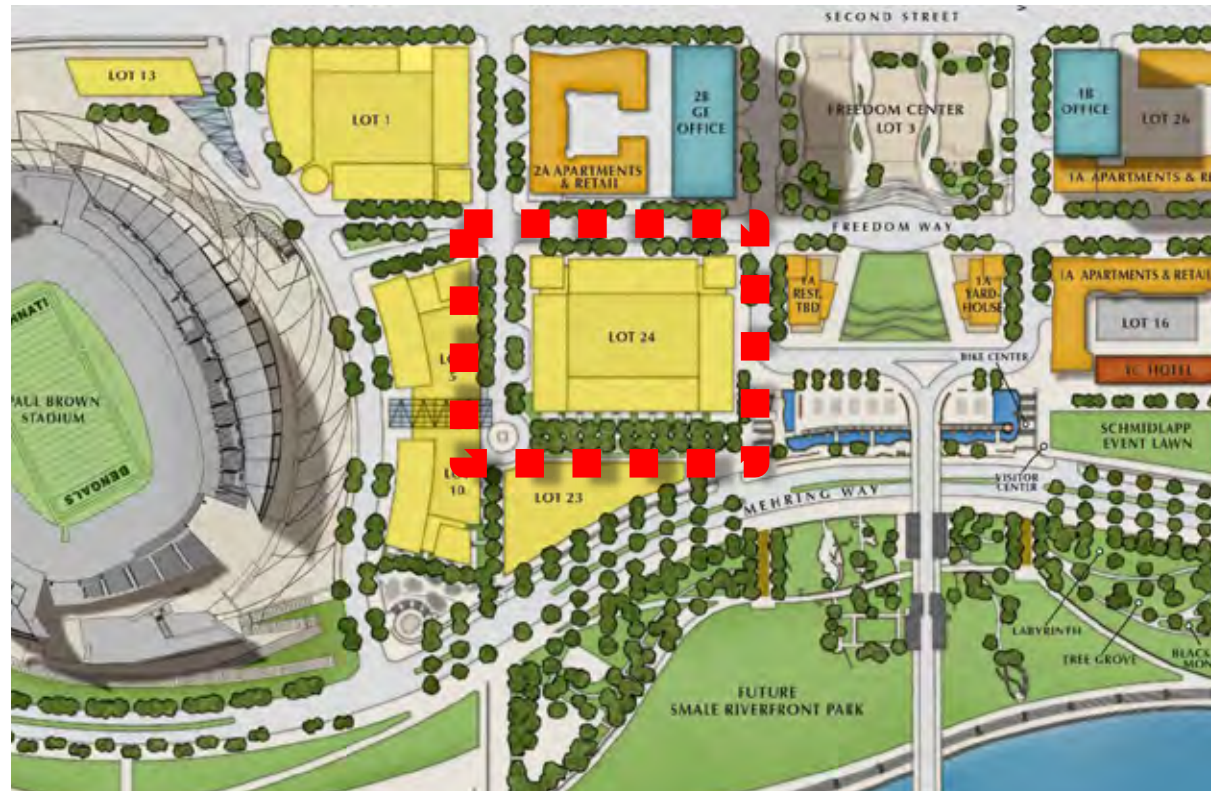 SECOND STREET
LOT 13
LOT 1
2B
GE
OFFICE
2A APARTMENTS
& RETAIL
FREEDOM CENTER
LOT 3
1B
OFFICE
LOT 26
1A APARTMENTS & RE
FREEDOM WAY
1A
REST.
TBD
1A
YARD-
HOUSE
1A APARTMENTS & RETAIL
LOT 16
1C HOTEL
BIKE CENTER
LOT 24
PAUL BROWN
STADIUM
BENGALS
SCHMIDLAPP
EVENT LAWN
VISITOR
CENTER
10
LOT 23
MEHRING WAY
LABYRINTH
TREE GROVE
BLACK
MON
FUTURE
SMALE RIVERFRONT PARK